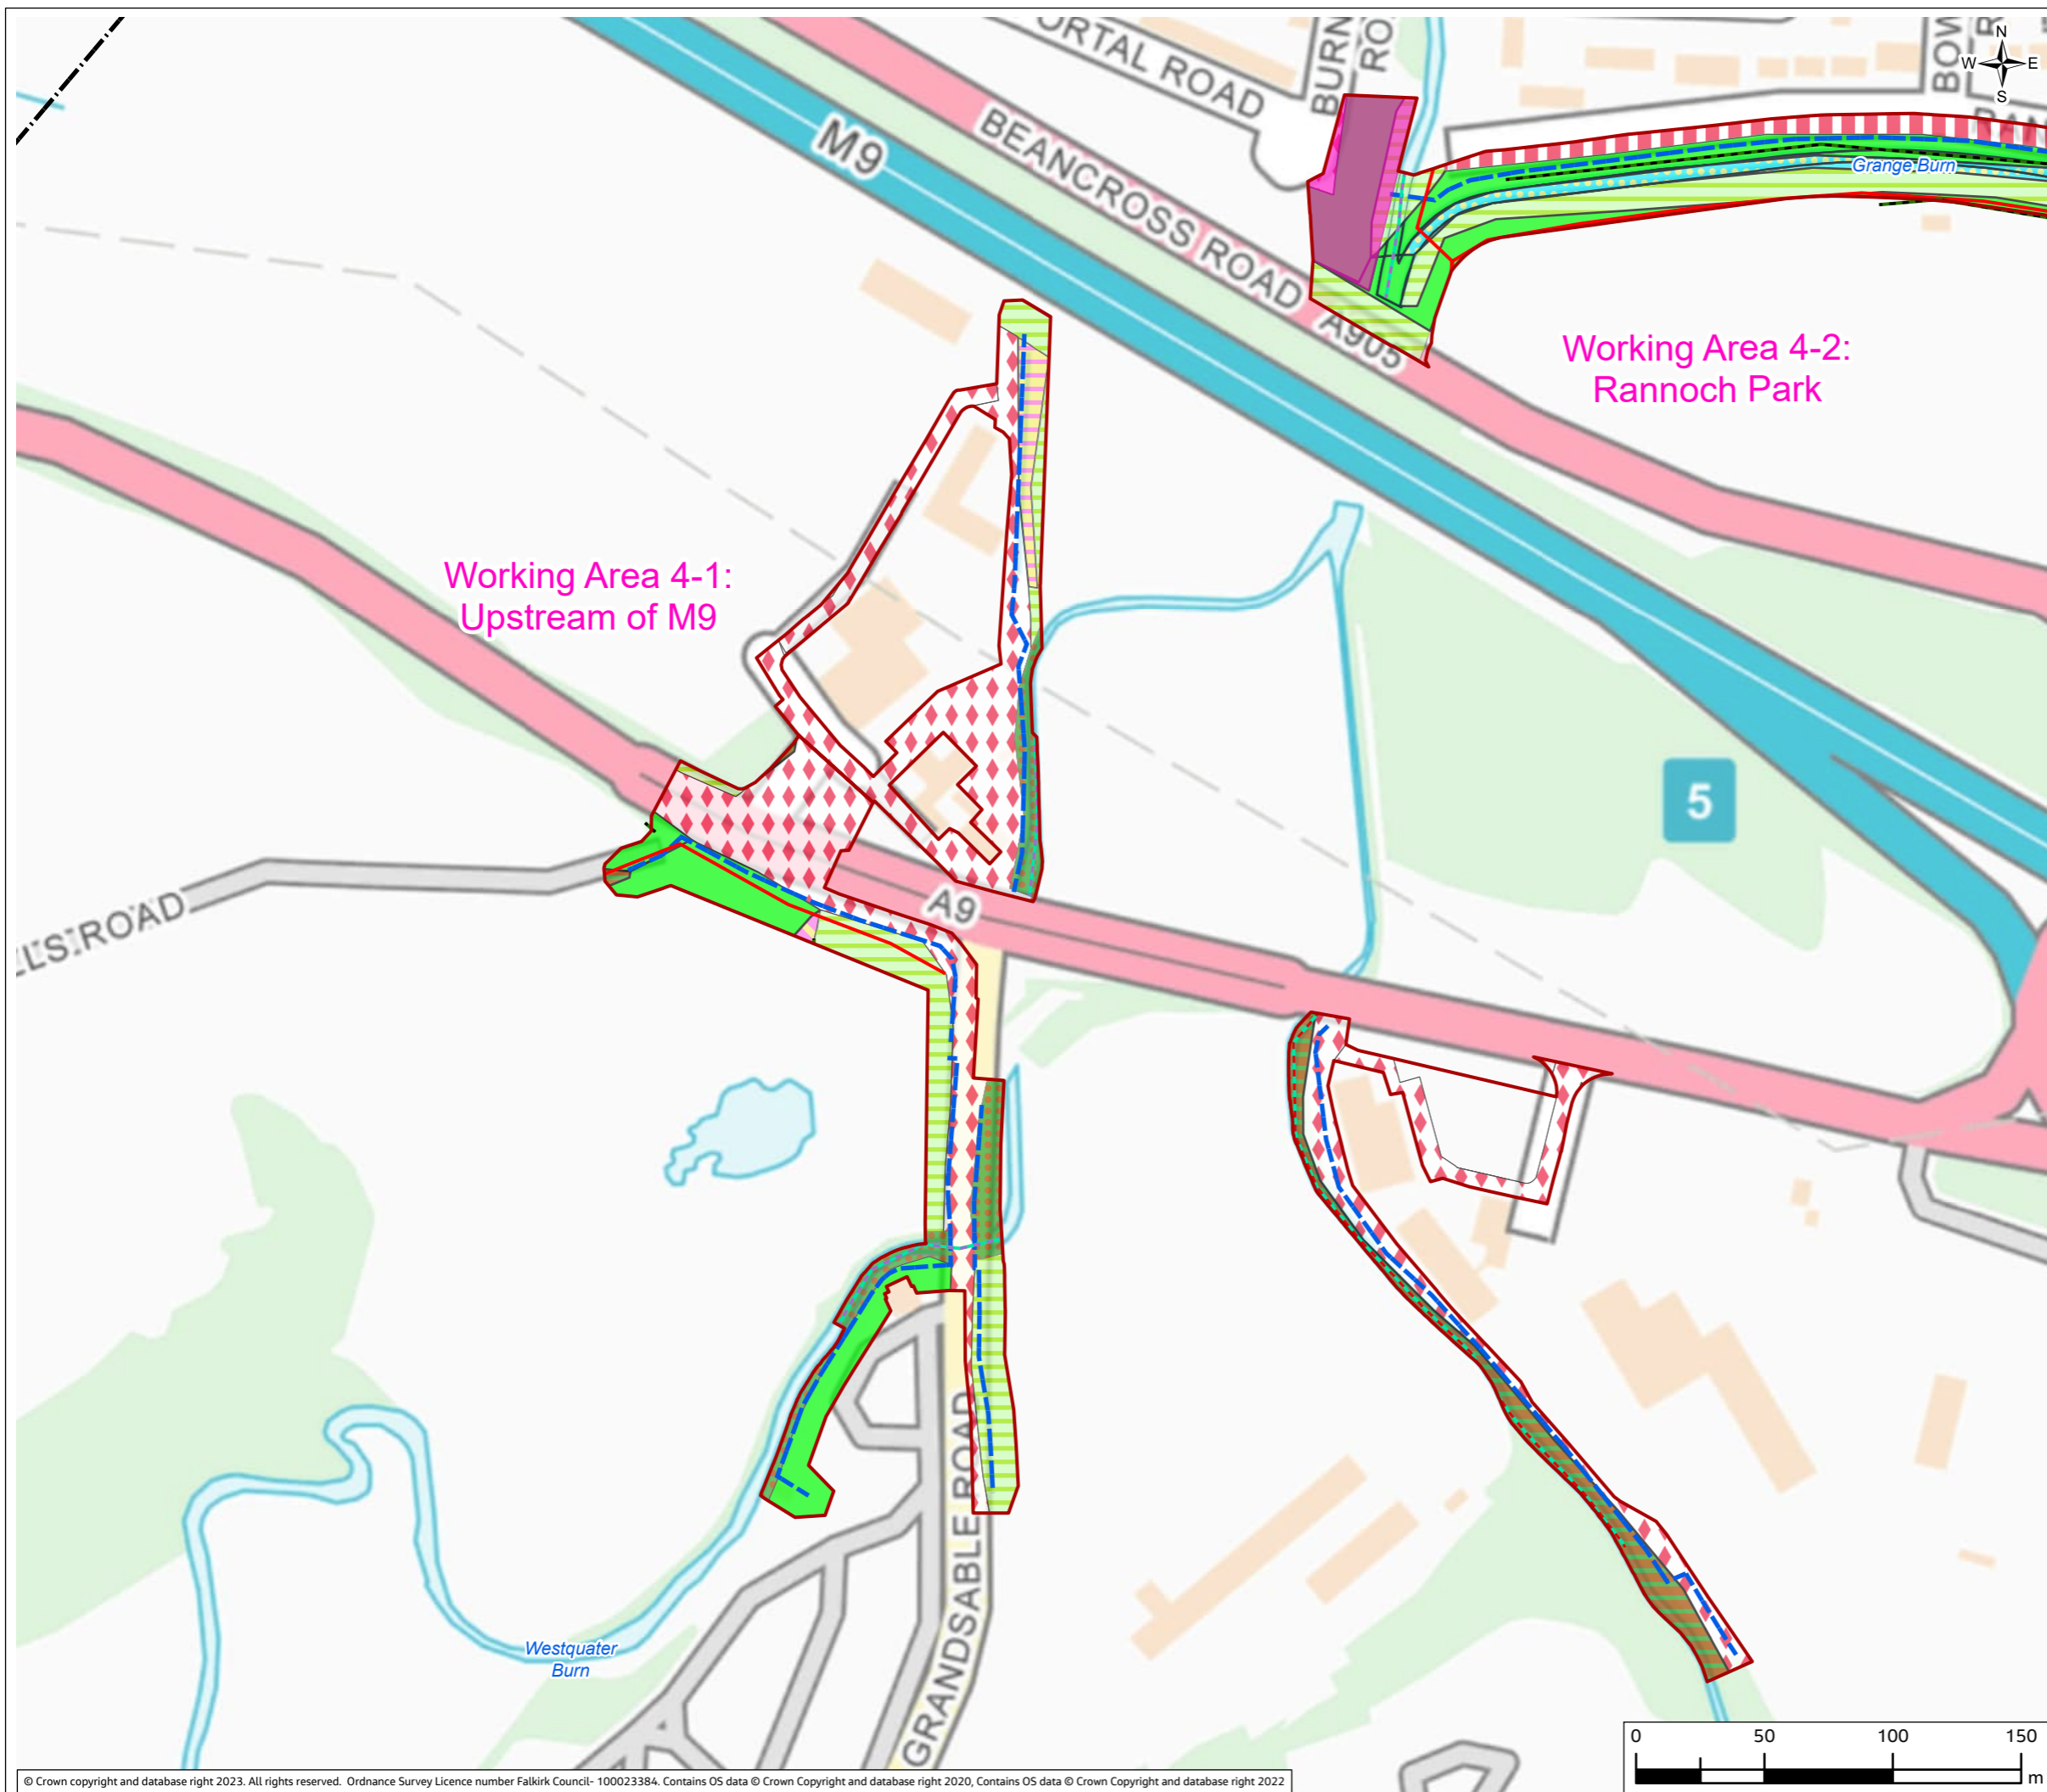 PORTAL ROAD
BURN
RO
BOW
R
N
W
E
S
RAN
M9
BEANCROSS ROAD
A905
Grange Burn
Working Area 4-2:
Rannoch Park
Working Area 4-1:
Upstream of M9
5
A9
LLS ROAD
GRANDSABLE ROAD
Westquater
Burn
0 50 100 150
m
© Crown copyright and database right 2023. All rights reserved. Ordnance Survey Licence number Falkirk Council- 100023384. Contains OS data © Crown Copyright and database right 2020, Contains OS data © Crown Copyright and database right 2022